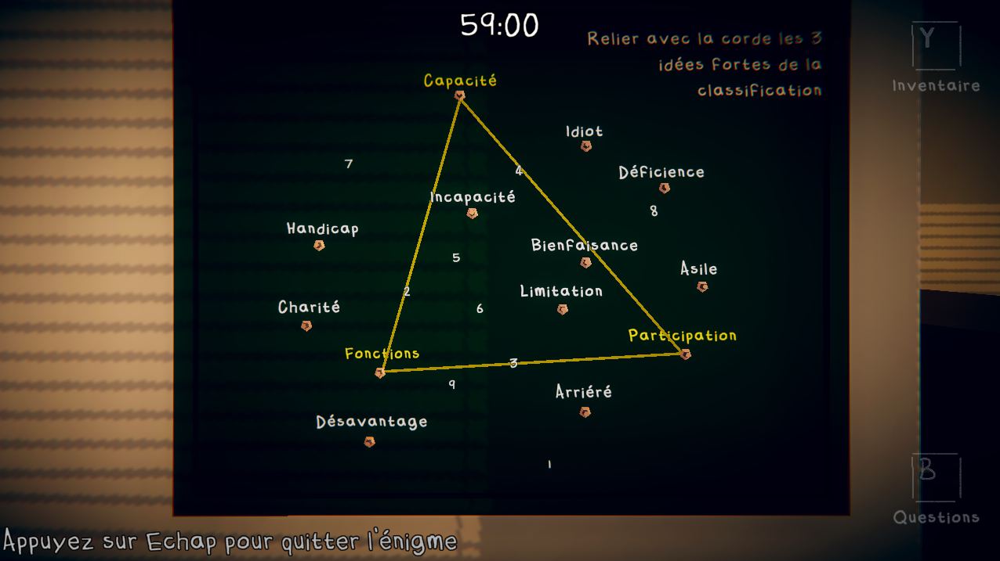 59:00
Relier avec la corde les 3
idées fortes de la
classification
Y
Inventaire
Capacité
Idiot
7
4
Déficience
Incapacité
8
Handicap
Bienfaisance
5
Asile
2
Limitation
Charité
6
Participation
Fonctions
3
9
Arriéré
Désavantage
1
B
Questions
Appuyez sur Echap pour quitter l'énigme